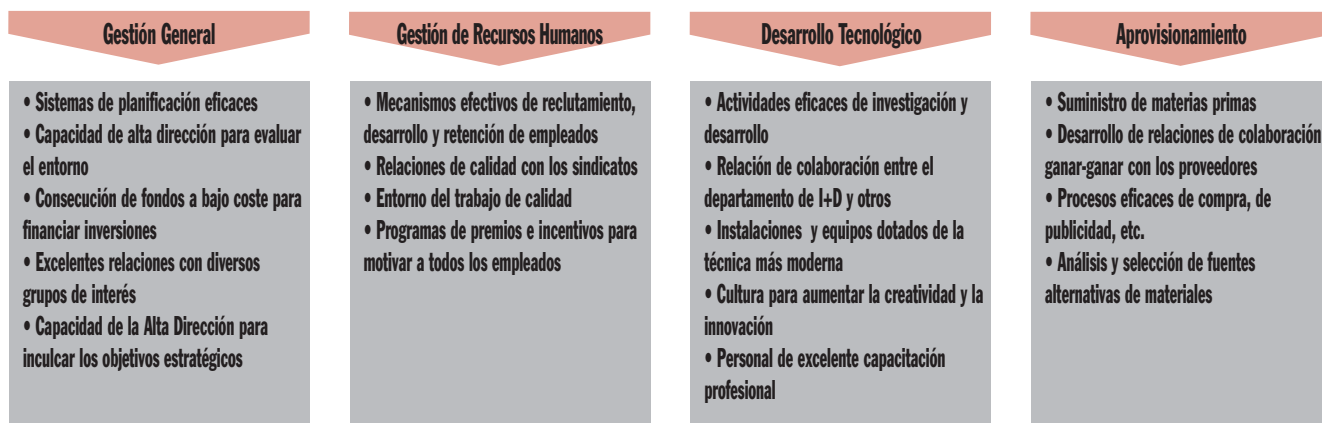 Gestión General
• Sistemas de planificación eficaces
• Capacidad de alta dirección para evaluar
el entorno
• Consecución de fondos a bajo coste para
financiar inversiones
• Excelentes relaciones con diversos
grupos de interés
• Capacidad de la Alta Dirección para
inculcar los objetivos estratégicos
Gestión de Recursos Humanos
• Mecanismos efectivos de reclutamiento,
desarrollo y retención de empleados
• Relaciones de calidad con los sindicatos
• Entorno del trabajo de calidad
• Programas de premios e incentivos para
motivar a todos los empleados
Desarrollo Tecnológico
• Actividades eficaces de investigación y
desarrollo
• Relación de colaboración entre el
departamento de I+D y otros
• Instalaciones y equipos dotados de la
técnica más moderna
• Cultura para aumentar la creatividad y la
innovación
• Personal de excelente capacitación
profesional
Aprovisionamiento
• Suministro de materias primas
• Desarrollo de relaciones de colaboración
ganar-ganar con los proveedores
• Procesos eficaces de compra, de
publicidad, etc.
• Análisis y selección de fuentes
alternativas de materiales